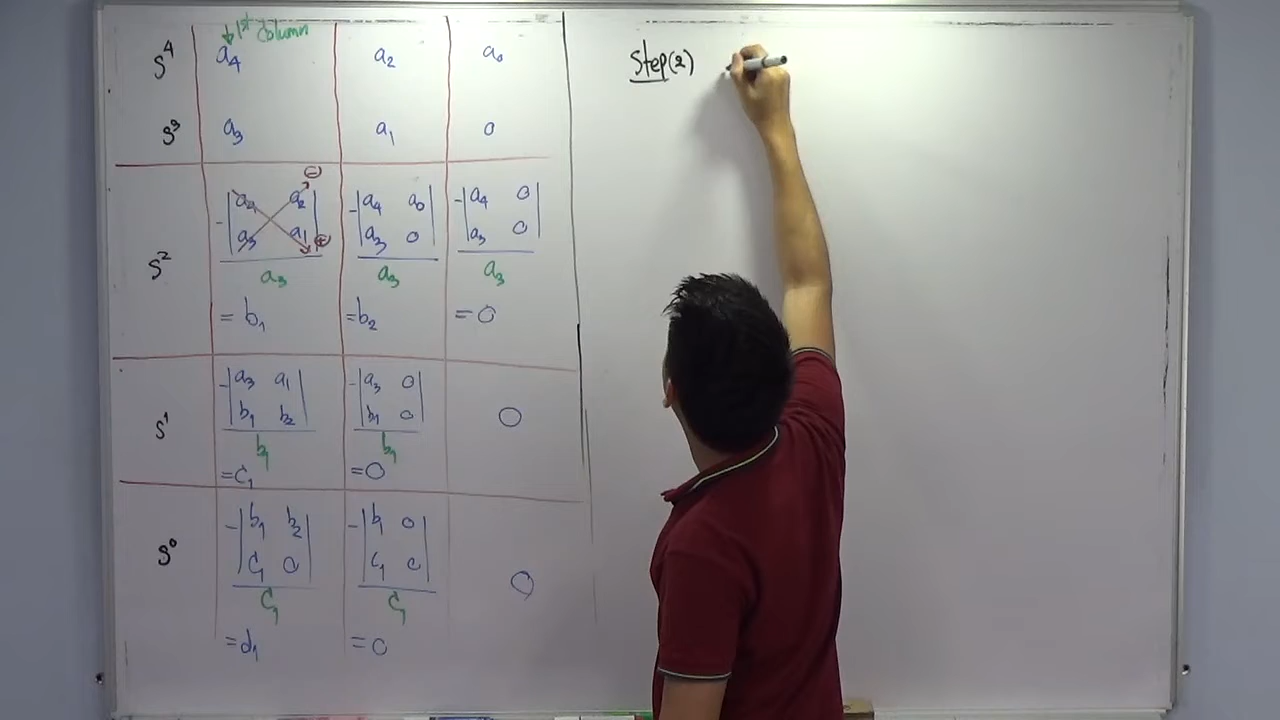 ↓ 1st Column
S⁴ a₄ a₂ a₀
S³ a₃ a₁ 0
⊖
-|a₄ a₂| -|a₄ a₀| -|a₄ 0|
|a₃ a₁| ⊕ |a₃ 0| |a₃ 0|
S² a₃ a₃ a₃
= b₁ = b₂ = 0
-|a₃ a₁| -|a₃ 0|
|b₁ b₂| |b₁ 0| 0
S¹ b₁ b₁
= C₁ = 0
-|b₁ b₂| -|b₁ 0|
S⁰ |C₁ 0| |C₁ 0| 0
C₁ C₁
= d₁ = 0
Step(2)